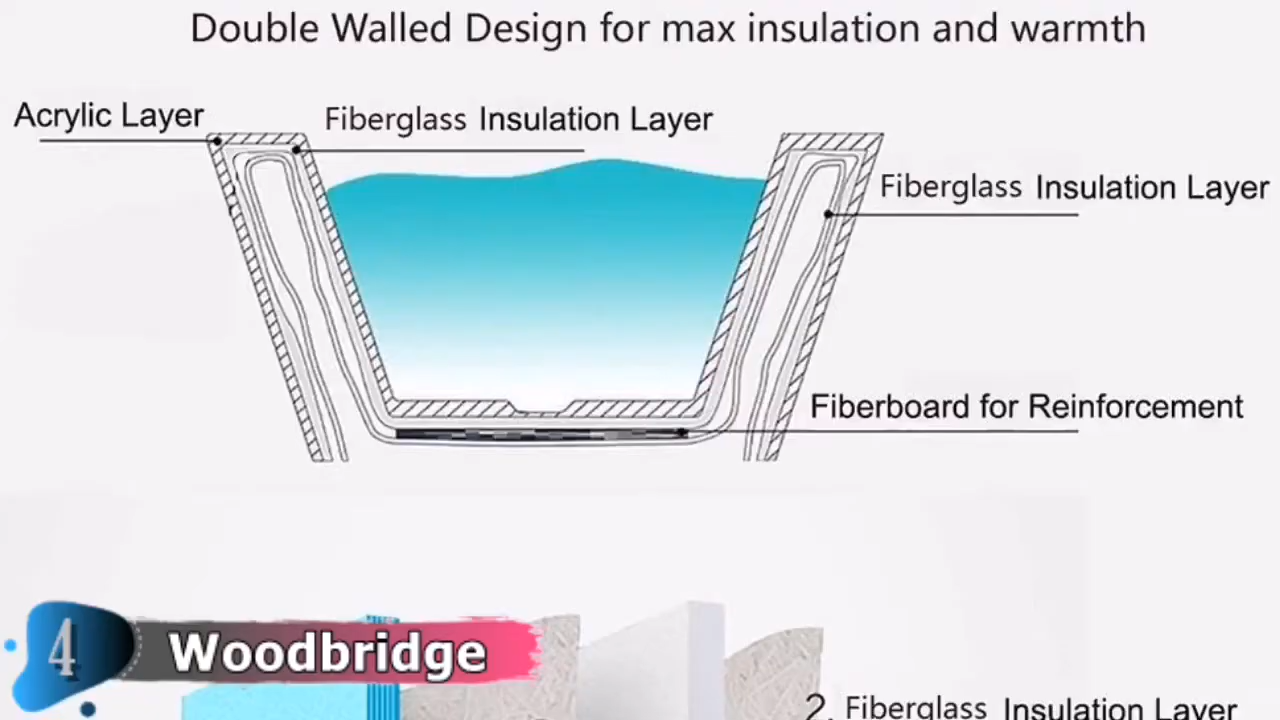 Double Walled Design for max insulation and warmth
Acrylic Layer
Fiberglass Insulation Layer
Fiberglass Insulation Layer
Fiberboard for Reinforcement
4 Woodbridge
2. Fiberglass Insulation Layer